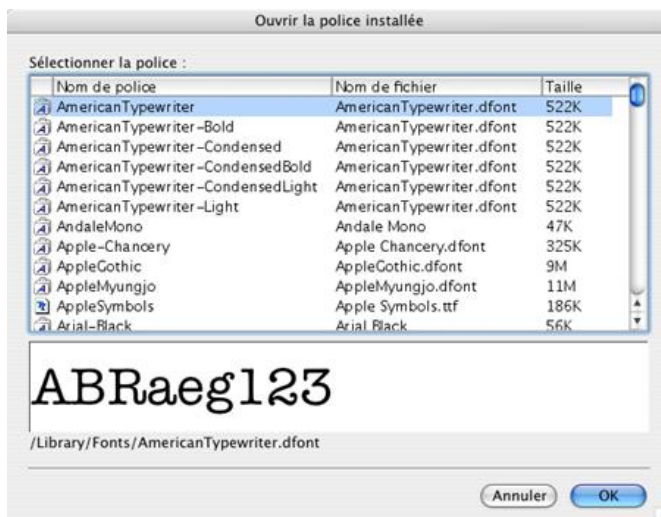 Ouvrir la police installée
Sélectionner la police :
Nom de police Nom de fichier Taille
AmericanTypewriter AmericanTypewriter.dfont 522K
AmericanTypewriter-Bold AmericanTypewriter.dfont 522K
AmericanTypewriter-Condensed AmericanTypewriter.dfont 522K
AmericanTypewriter-CondensedBold AmericanTypewriter.dfont 522K
AmericanTypewriter-CondensedLight AmericanTypewriter.dfont 522K
AmericanTypewriter-Light AmericanTypewriter.dfont 522K
AndaleMono Andale Mono 47K
Apple-Chancery Apple Chancery.dfont 325K
AppleGothic AppleGothic.dfont 9M
AppleMyungjo AppleMyungjo.dfont 11M
AppleSymbols Apple Symbols.ttf 186K
Arial-Black Arial Black 56K
ABRaeg123
/Library/Fonts/AmericanTypewriter.dfont
Annuler OK